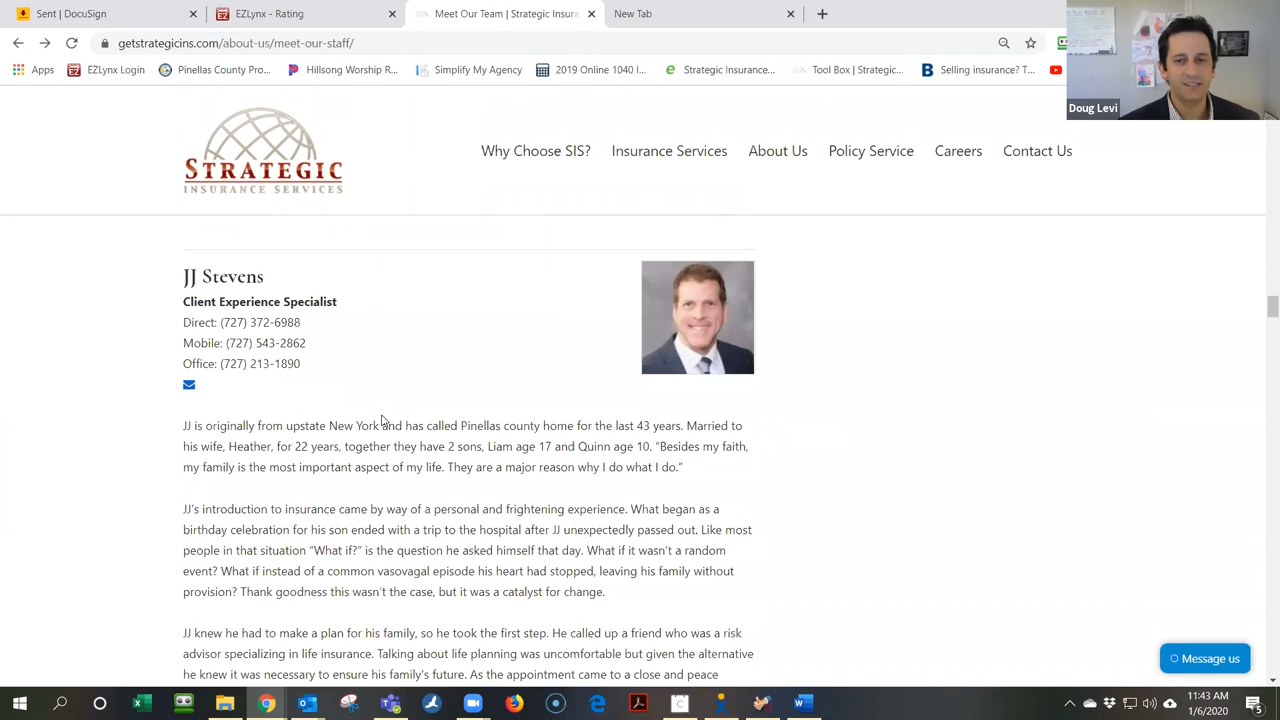 Sent | DocuSign
EZLynx - Rating
Meet Our Team | Strategic Insura
New Tab
getstrategicins.com/about-us/meet-our-staff/
Apps
EZLynx Login
Pinellas County Pro...
Hillsong Worship R...
Simplify My Agency
2019 Online 1040 I...
Strategic Insurance...
Tool Box | Strategic...
Selling insurance? T...
Doug Levi
STRATEGIC
INSURANCE SERVICES
Why Choose SIS?
Insurance Services
About Us
Policy Service
Careers
Contact Us
JJ Stevens
Client Experience Specialist
Direct: (727) 372-6988
Mobile: (727) 543-2862
Office: (727) 213-1890
JJ is originally from upstate New York and has called Pinellas county home for the last 43 years. Married to
his wife, Heather, for 22 years, together they have 2 sons, Liam age 17 and Quinn age 10. “Besides my faith,
my family is the most important aspect of my life. They are a major reason why I do what I do.”
JJ’s introduction to insurance came by way of a personal and frightening experience. What began as a
birthday celebration for his son ended with a trip to the hospital after JJ unexpectedly passed out. Like most
people in that situation “What if?” is the question he asked himself that day. What if it wasn’t a random
event? What if instead of a common vasovagal episode his heart had stopped, leaving his family without
provision? Thank goodness this wasn’t the case, but it was a catalyst for change.
JJ knew he had to make a plan for his family, so he took the first step. He called up a friend who was a risk
advisor specializing in life insurance. Talking about life planning was uncomfortable but given the alternative
he knew it was necessary to ensure his family’s future. As the appointment came to a close and peace
Message us
11:43 AM
1/6/2020
5